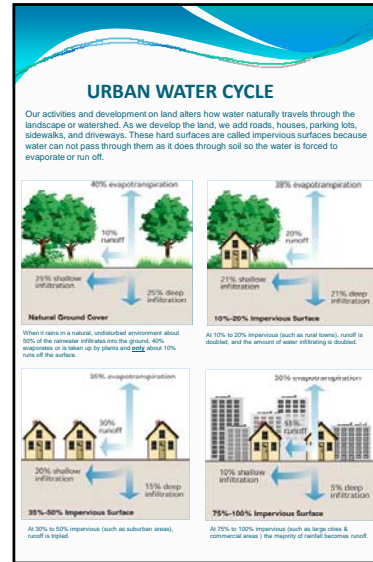 URBAN WATER CYCLE
Our activities and development on land alters how water naturally travels through the
landscape or watershed. As we develop the land, we add roads, houses, parking lots,
sidewalks, and driveways. These hard surfaces are called impervious surfaces because
water can not pass through them as it does through soil so the water is forced to
evaporate or run off.
40% evapotranspiration
10%
runoff
25% shallow
infiltration
25% deep
infiltration
Natural Ground Cover
When it rains in a natural, undisturbed environment about
50% of the rainwater infiltrates into the ground, 40%
evaporates or is taken up by plants and only about 10%
runs off the surface.
38% evapotranspiration
20%
runoff
21% shallow
infiltration
21% deep
infiltration
10%-20% Impervious Surface
At 10% to 20% impervious (such as rural towns), runoff is
doubled, and the amount of water infiltrating is doubled.
35% evapotranspiration
30%
runoff
20% shallow
infiltration
15% deep
infiltration
35%-50% Impervious Surface
At 30% to 50% impervious (such as suburban areas),
runoff is tripled.
30% evapotranspiration
55%
runoff
10% shallow
infiltration
5% deep
infiltration
75%-100% Impervious Surface
At 75% to 100% impervious (such as large cities &
commercial areas ) the majority of rainfall becomes runoff.